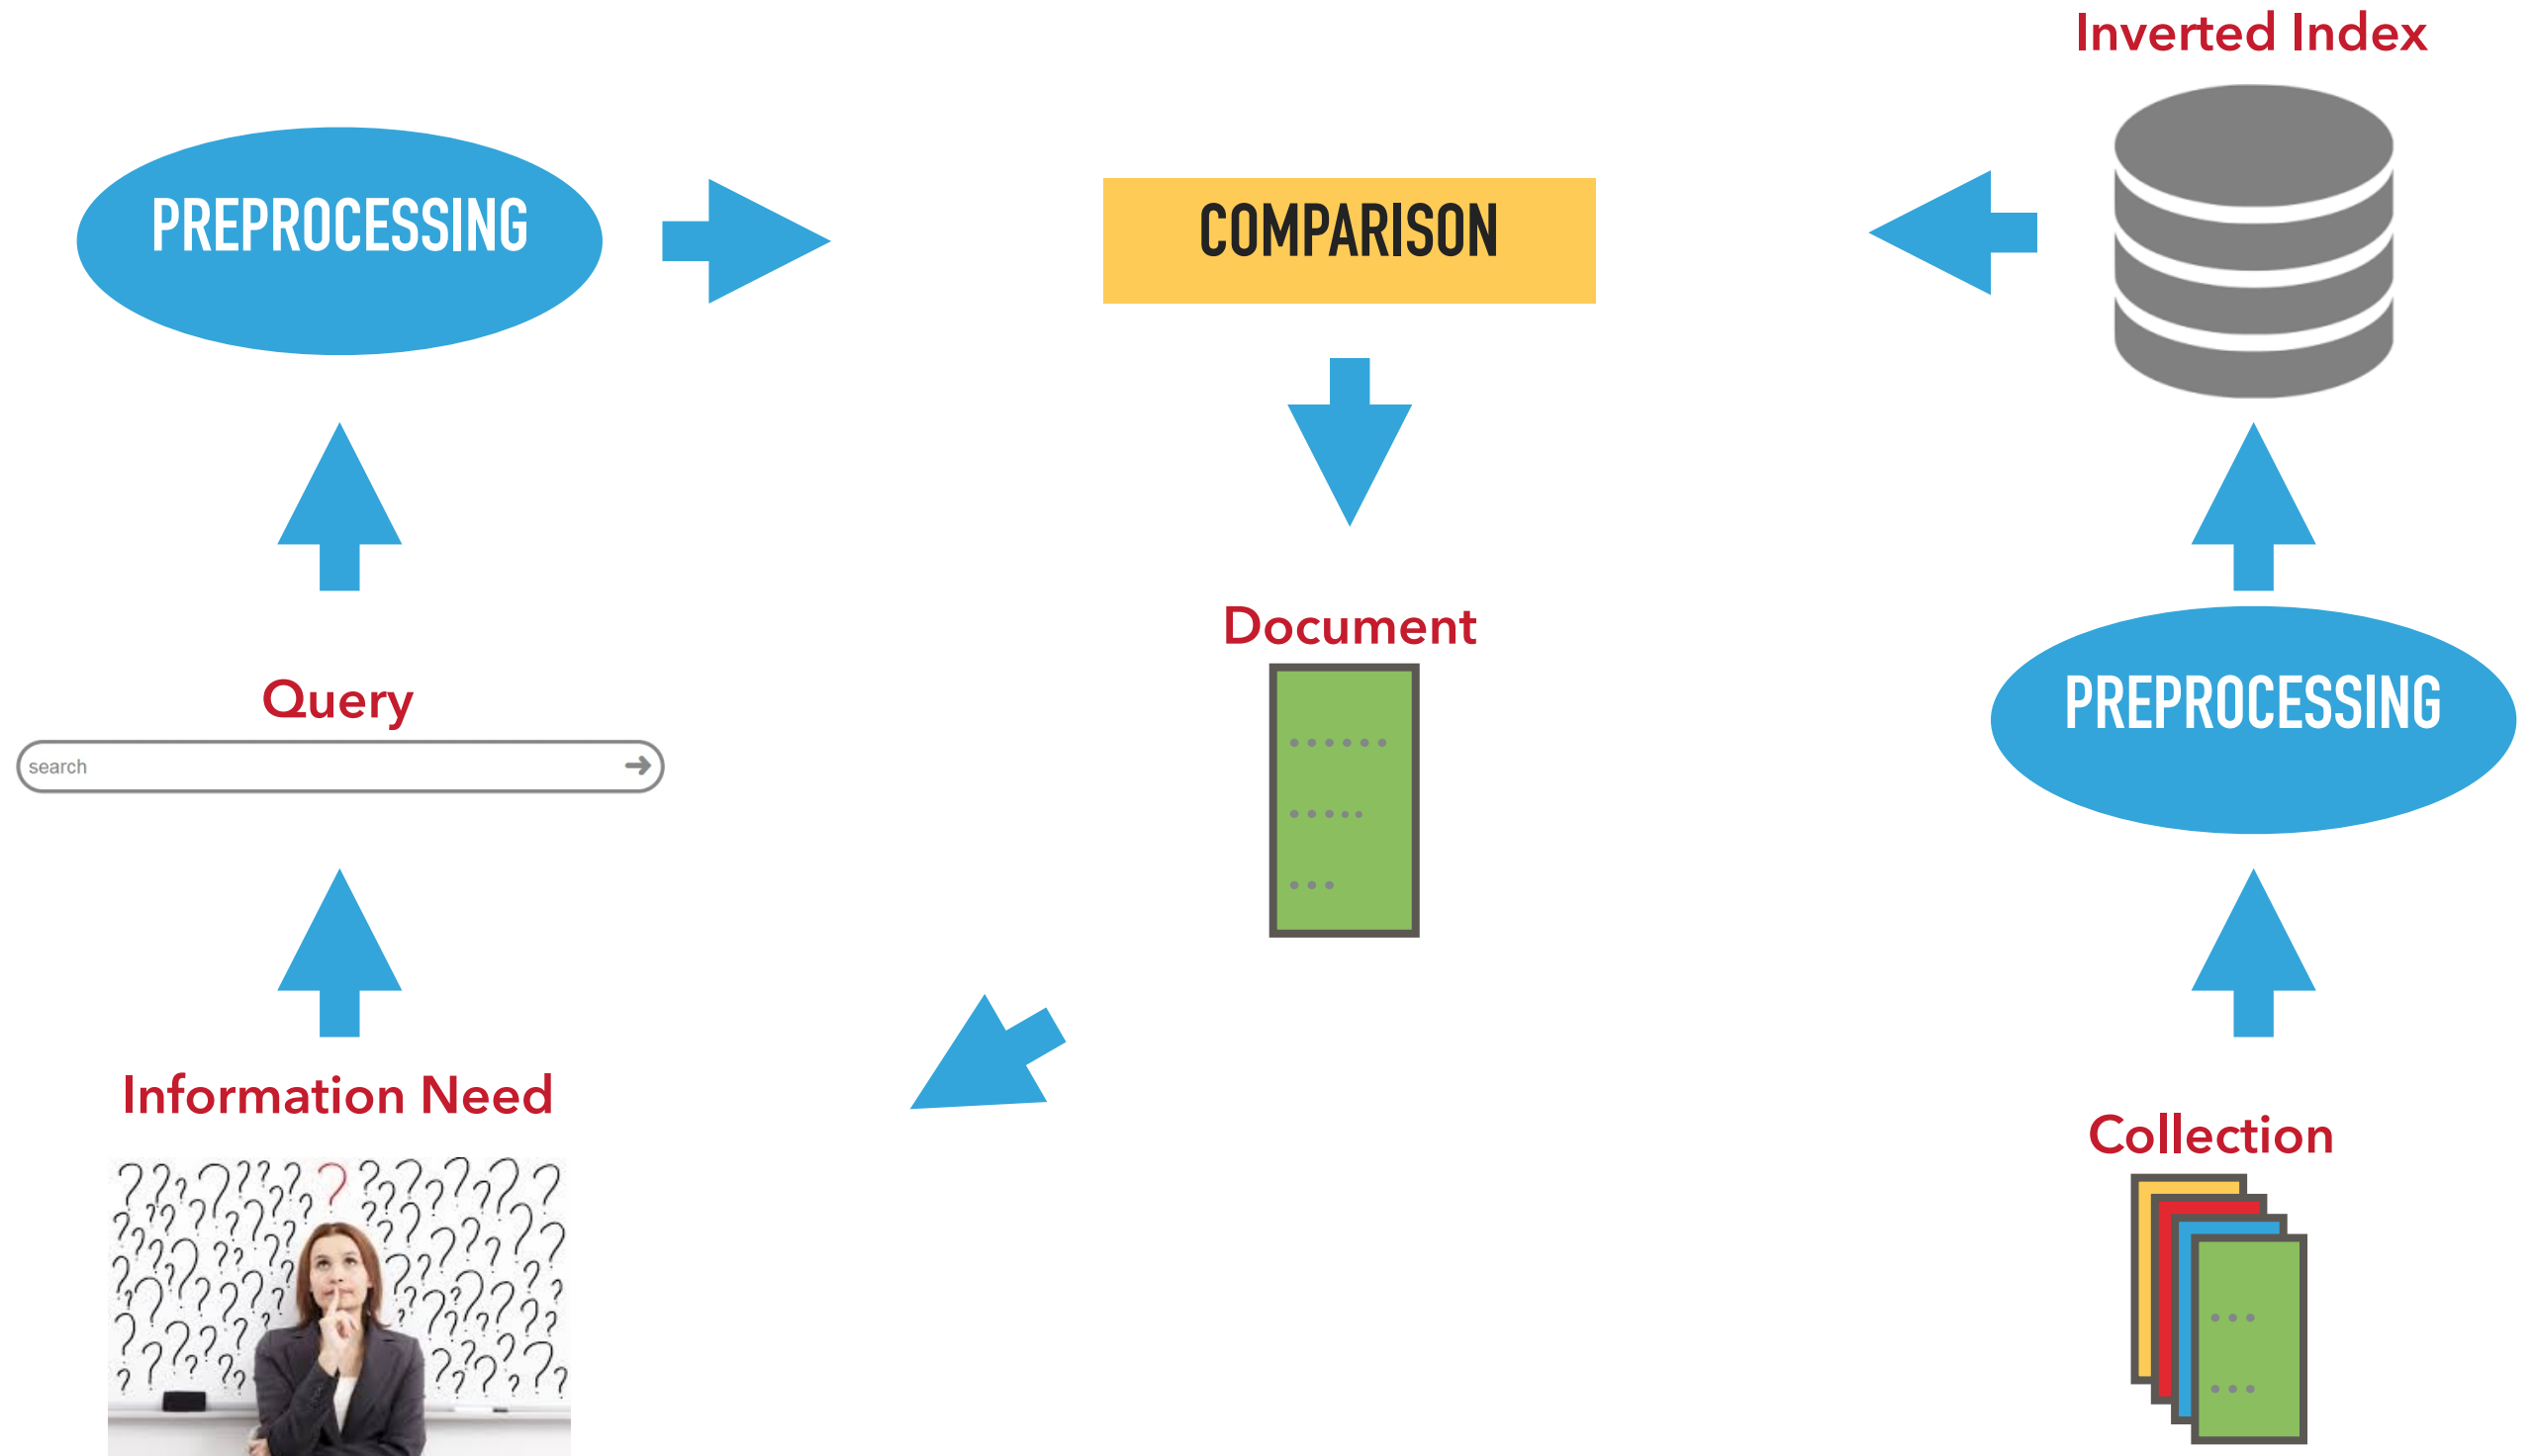 Inverted Index
PREPROCESSING
COMPARISON
Document
Query
search
PREPROCESSING
Information Need
Collection